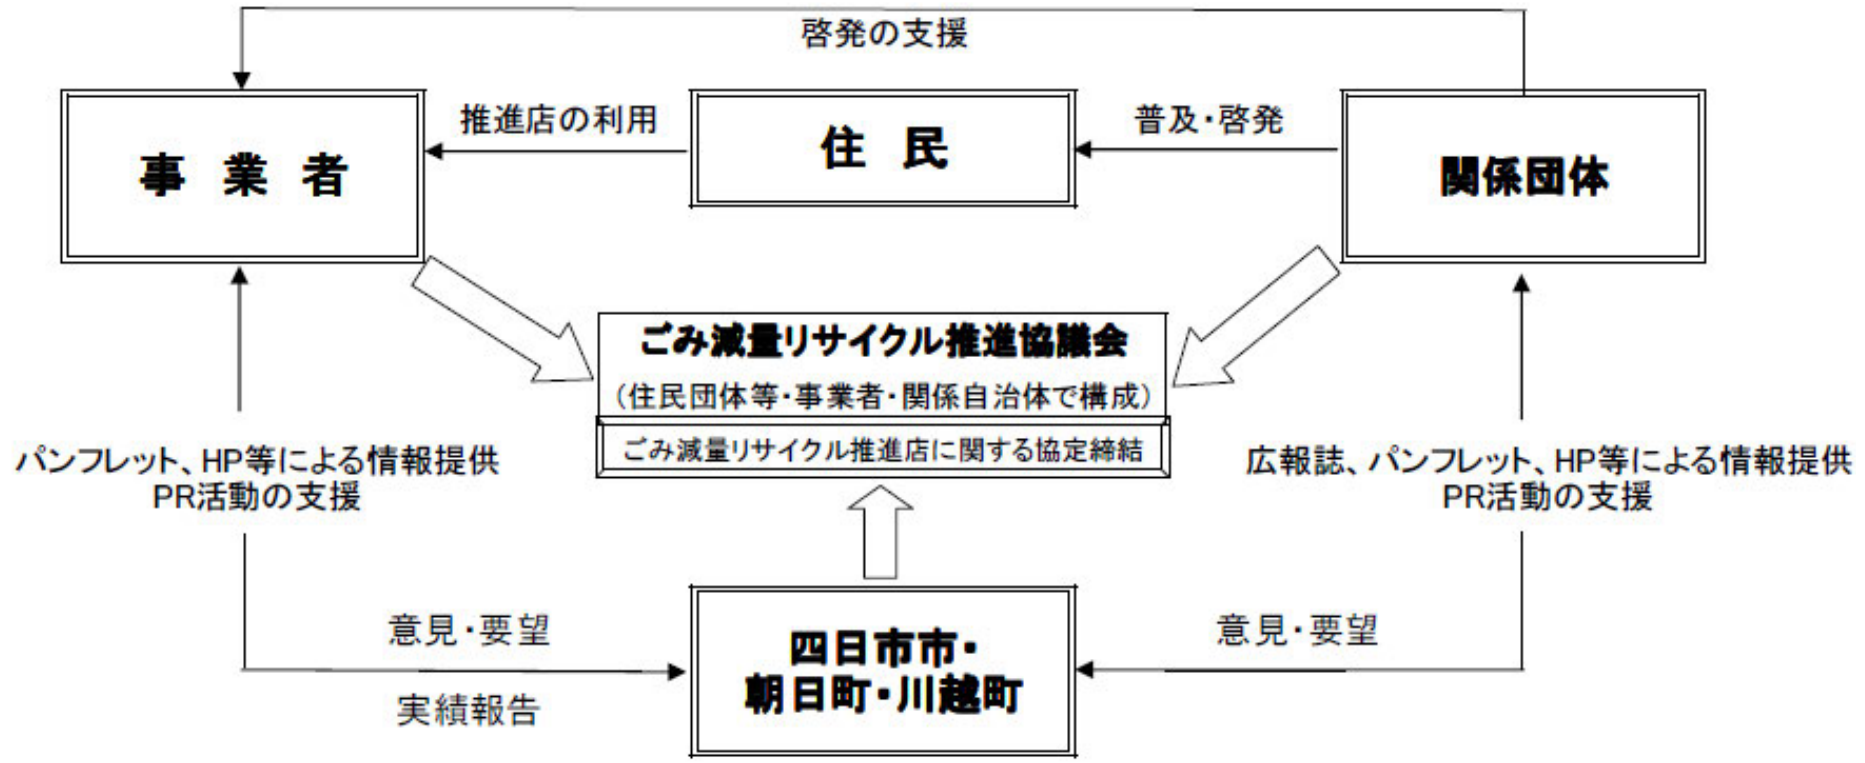 啓発の支援
事 業 者
推進店の利用
住 民
普及・啓発
関係団体
ごみ減量リサイクル推進協議会
（住民団体等・事業者・関係自治体で構成）
ごみ減量リサイクル推進店に関する協定締結
パンフレット、HP等による情報提供
PR活動の支援
広報誌、パンフレット、HP等による情報提供
PR活動の支援
意見・要望
実績報告
四日市市・
朝日町・川越町
意見・要望